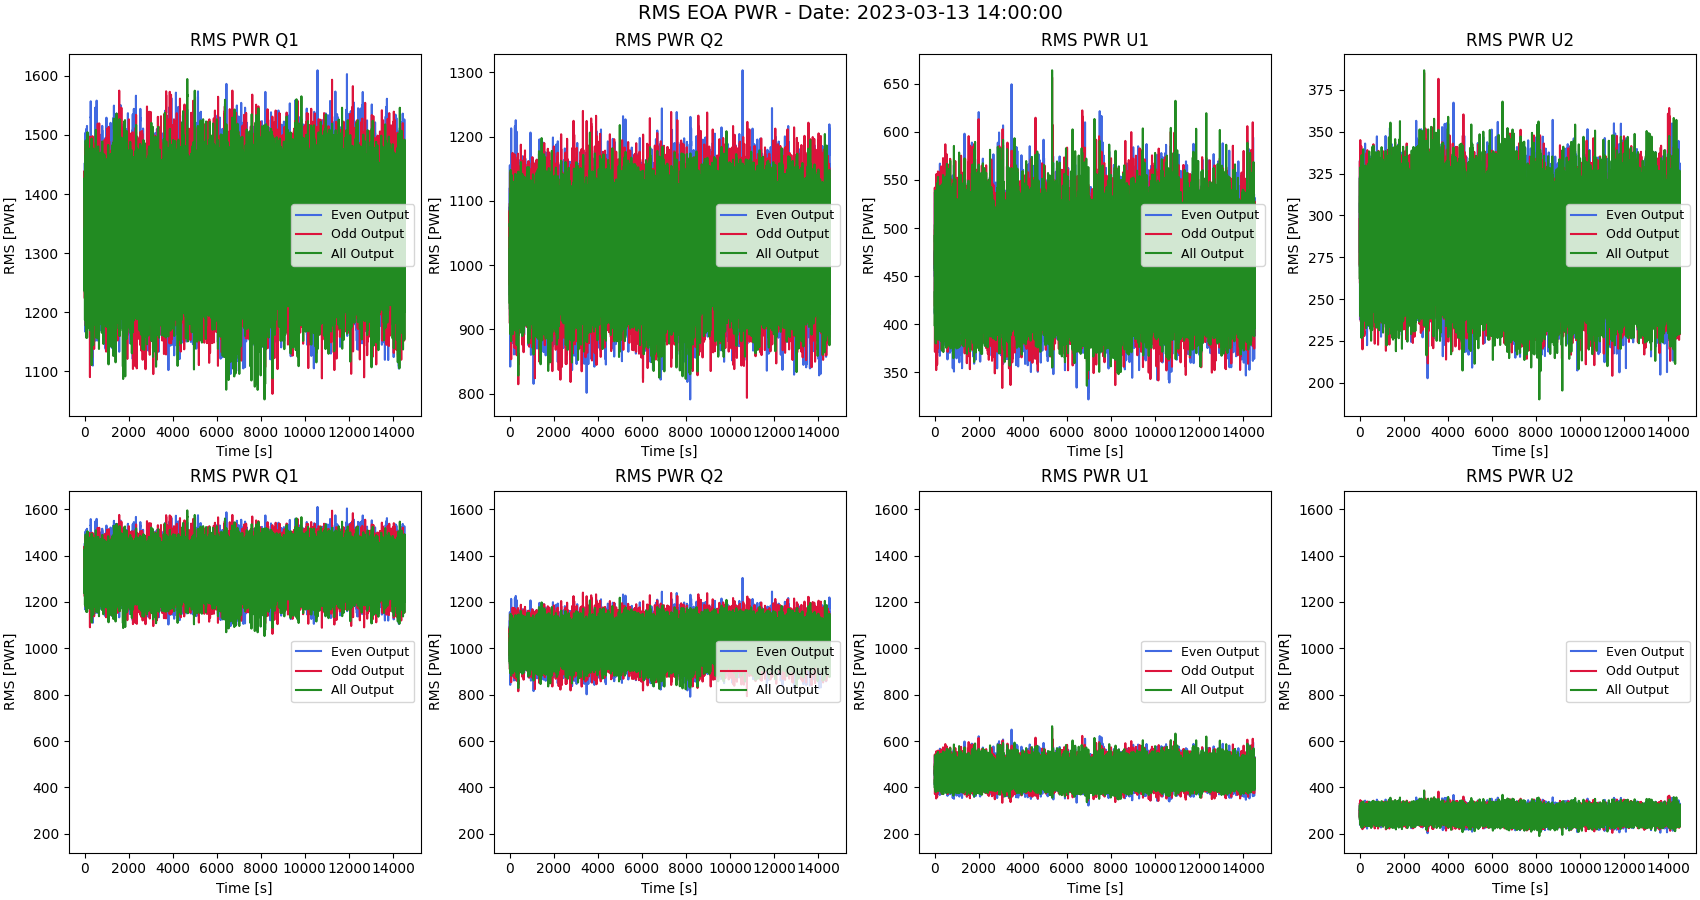 RMS EOA PWR - Date: 2023-03-13 14:00:00
RMS PWR Q1
RMS [PWR]
1600
1500
1400
1300
1200
1100
0 2000 4000 6000 8000 10000 12000 14000
Time [s]
Even Output
Odd Output
All Output
RMS PWR Q2
RMS [PWR]
1300
1200
1100
1000
900
800
0 2000 4000 6000 8000 10000 12000 14000
Time [s]
Even Output
Odd Output
All Output
RMS PWR U1
RMS [PWR]
650
600
550
500
450
400
350
0 2000 4000 6000 8000 10000 12000 14000
Time [s]
Even Output
Odd Output
All Output
RMS PWR U2
RMS [PWR]
375
350
325
300
275
250
225
200
0 2000 4000 6000 8000 10000 12000 14000
Time [s]
Even Output
Odd Output
All Output
RMS PWR Q1
RMS [PWR]
1600
1400
1200
1000
800
600
400
200
0 2000 4000 6000 8000 10000 12000 14000
Time [s]
Even Output
Odd Output
All Output
RMS PWR Q2
RMS [PWR]
1600
1400
1200
1000
800
600
400
200
0 2000 4000 6000 8000 10000 12000 14000
Time [s]
Even Output
Odd Output
All Output
RMS PWR U1
RMS [PWR]
1600
1400
1200
1000
800
600
400
200
0 2000 4000 6000 8000 10000 12000 14000
Time [s]
Even Output
Odd Output
All Output
RMS PWR U2
RMS [PWR]
1600
1400
1200
1000
800
600
400
200
0 2000 4000 6000 8000 10000 12000 14000
Time [s]
Even Output
Odd Output
All Output